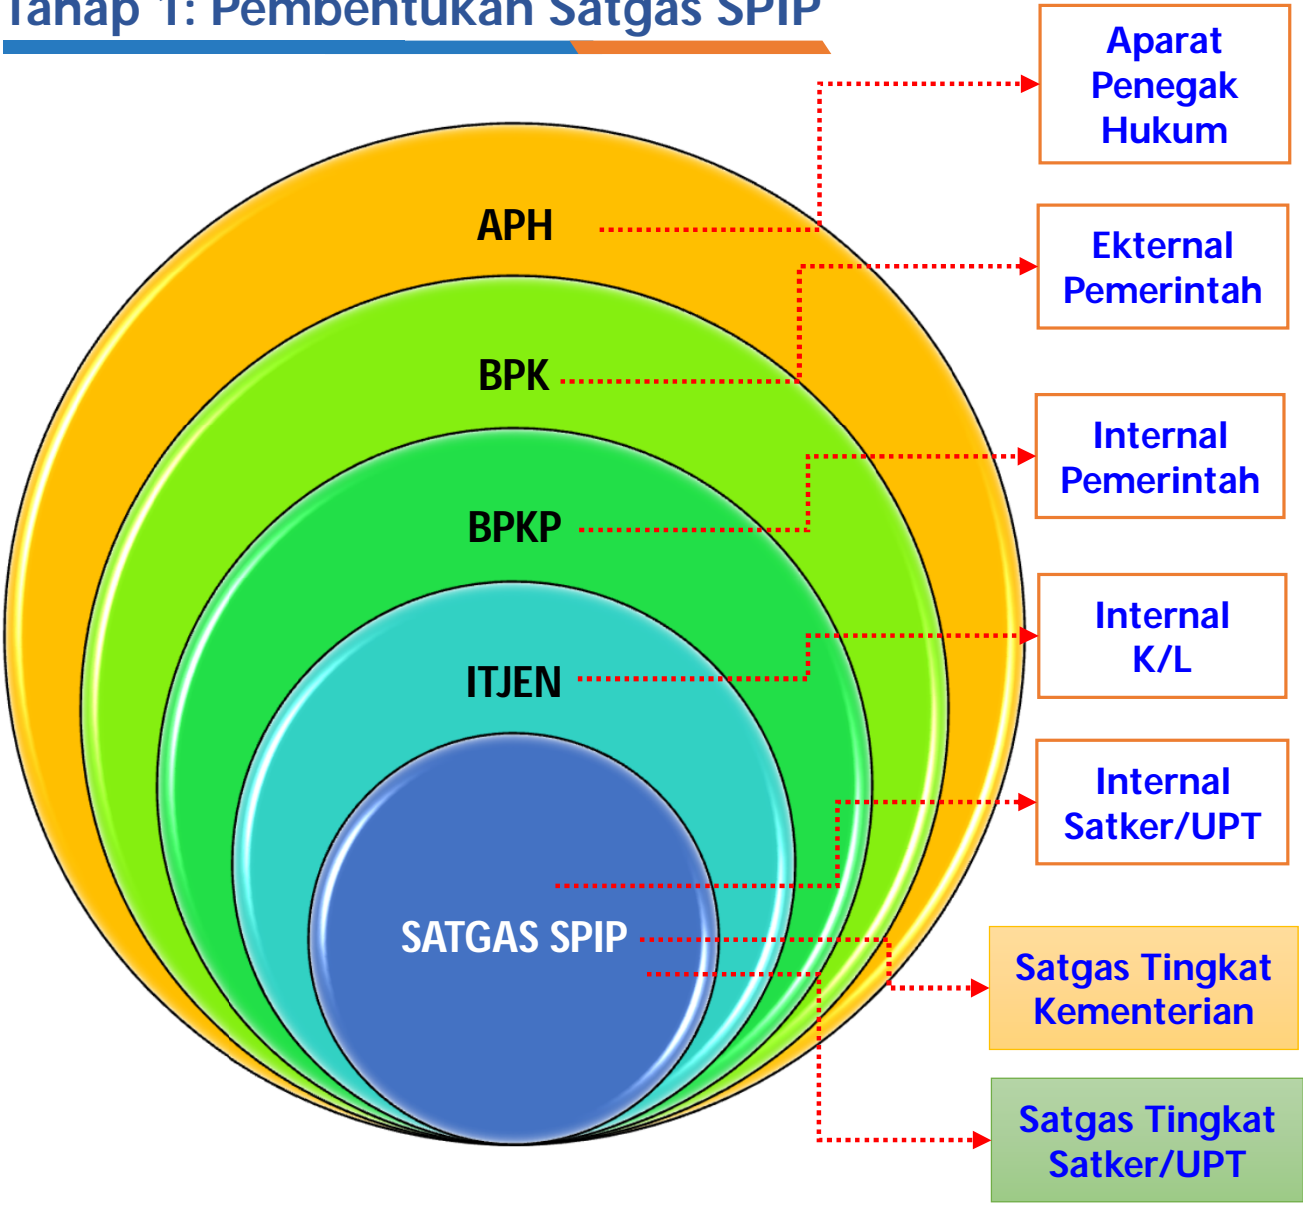 Tahap 1: Pembentukan Satgas SPIP
Aparat
Penegak
Hukum
APH
Ekternal
Pemerintah
BPK
Internal
Pemerintah
BPKP
Internal
K/L
ITJEN
Internal
Satker/UPT
SATGAS SPIP
Satgas Tingkat
Kementerian
Satgas Tingkat
Satker/UPT